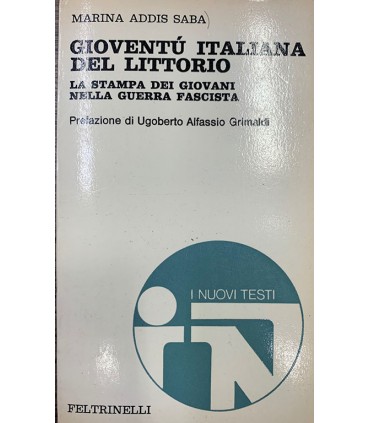 MARINA ADDIS SABA
GIOVENTÚ ITALIANA
DEL LITTORIO
LA STAMPA DEI GIOVANI
NELLA GUERRA FASCISTA
Prefazione di Ugoberto Alfassio Grimaldi
I NUOVI TESTI
FELTRINELLI